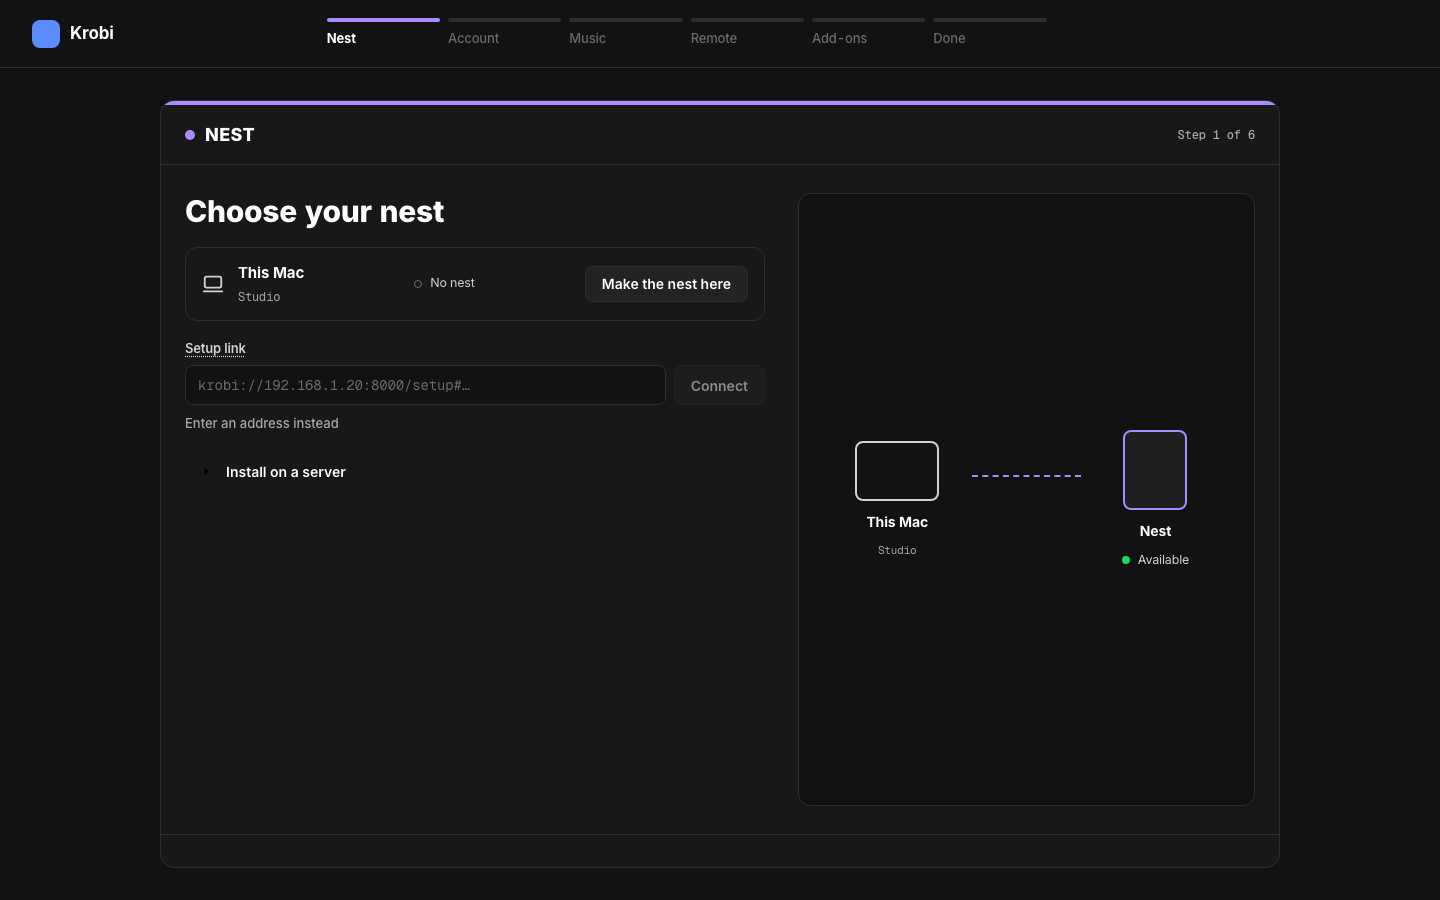 Krobi
Nest
Account
Music
Remote
Add-ons
Done
NEST
Step 1 of 6
Choose your nest
This Mac
Studio
No nest
Make the nest here
Setup link
krobi://192.168.1.20:8000/setup#…
Connect
Enter an address instead
Install on a server
This Mac
Studio
Nest
Available